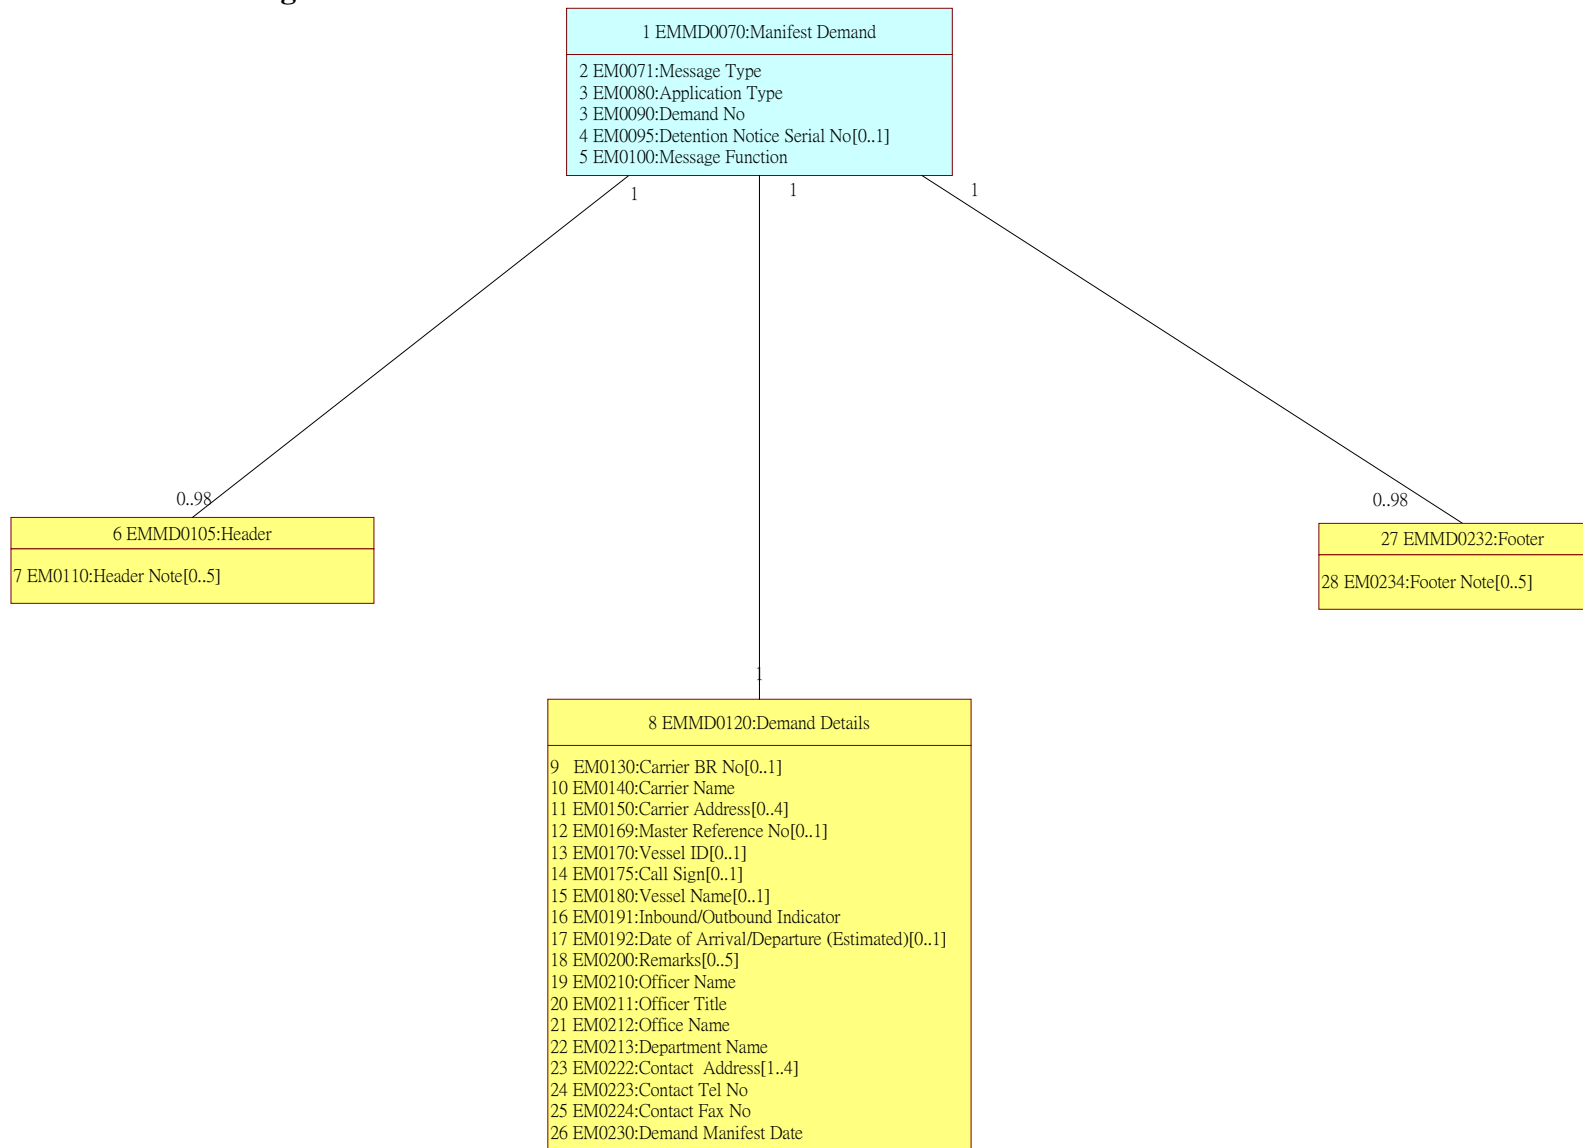 1 EMMD0070:Manifest Demand
2 EM0071:Message Type
3 EM0080:Application Type
3 EM0090:Demand No
4 EM0095:Detention Notice Serial No[0..1]
5 EM0100:Message Function
1
1
1
0..98
0..98
6 EMMD0105:Header
7 EM0110:Header Note[0..5]
27 EMMD0232:Footer
28 EM0234:Footer Note[0..5]
1
8 EMMD0120:Demand Details
9 EM0130:Carrier BR No[0..1]
10 EM0140:Carrier Name
11 EM0150:Carrier Address[0..4]
12 EM0169:Master Reference No[0..1]
13 EM0170:Vessel ID[0..1]
14 EM0175:Call Sign[0..1]
15 EM0180:Vessel Name[0..1]
16 EM0191:Inbound/Outbound Indicator
17 EM0192:Date of Arrival/Departure (Estimated)[0..1]
18 EM0200:Remarks[0..5]
19 EM0210:Officer Name
20 EM0211:Officer Title
21 EM0212:Office Name
22 EM0213:Department Name
23 EM0222:Contact  Address[1..4]
24 EM0223:Contact Tel No
25 EM0224:Contact Fax No
26 EM0230:Demand Manifest Date